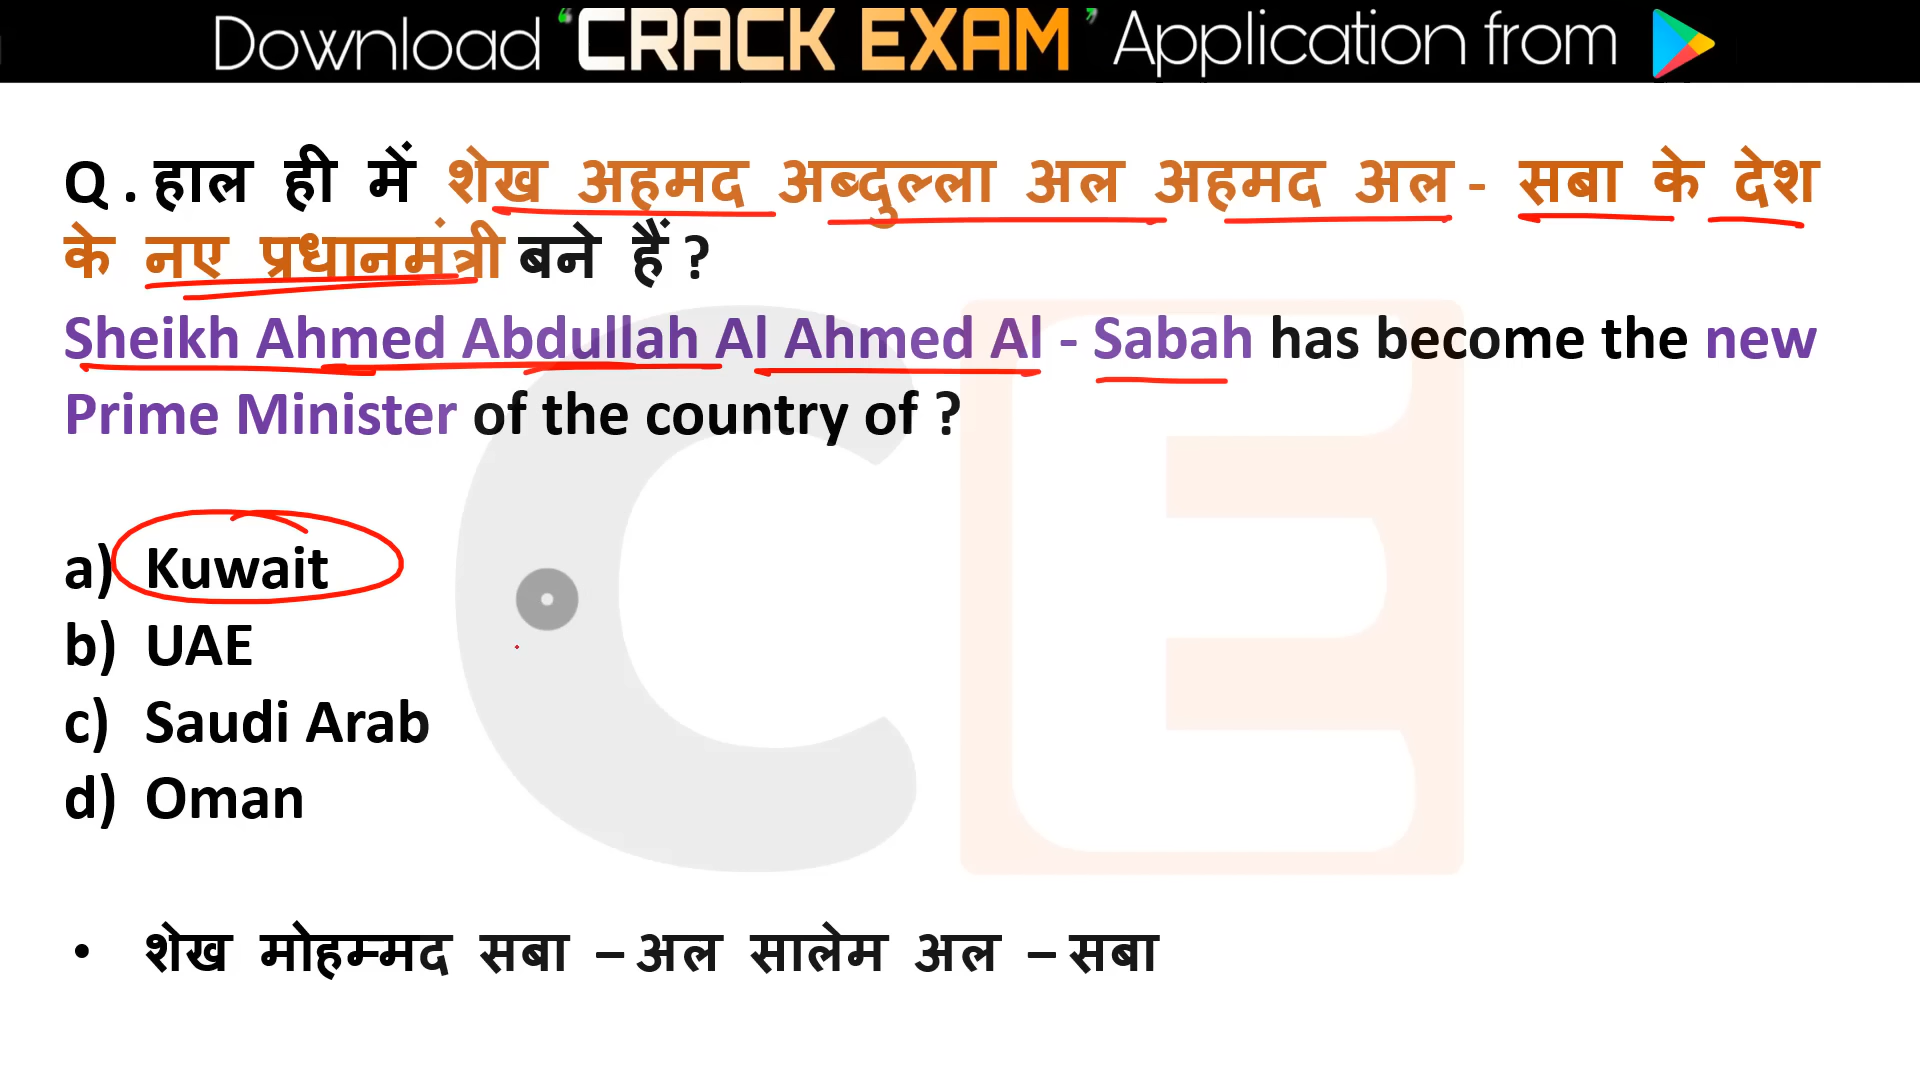 Download ‘CRACK EXAM’ Application from
Q . हाल ही में शेख अहमद अब्दुल्ला अल अहमद अल - सबा के देश
के नए प्रधानमंत्री बने हैं ?
Sheikh Ahmed Abdullah Al Ahmed Al - Sabah has become the new
Prime Minister of the country of ?
a) Kuwait
b) UAE
c) Saudi Arab
d) Oman
• शेख मोहम्मद सबा – अल सालेम अल – सबा
CE